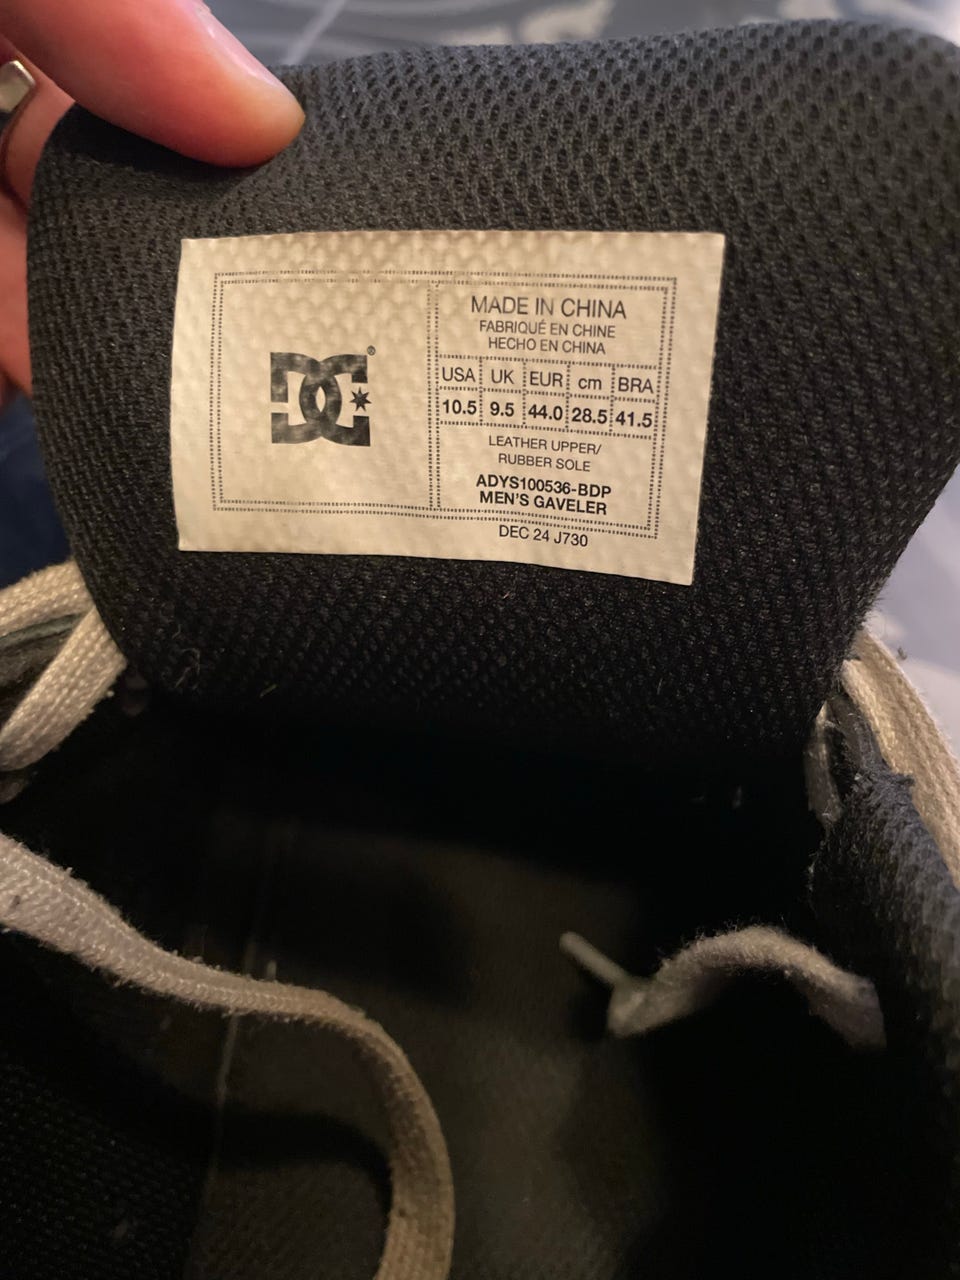 DC®
MADE IN CHINA
FABRIQUÉ EN CHINE
HECHO EN CHINA
USA UK EUR cm BRA
10.5 9.5 44.0 28.5 41.5
LEATHER UPPER/
RUBBER SOLE
ADYS100536-BDP
MEN'S GAVELER
DEC 24 J730